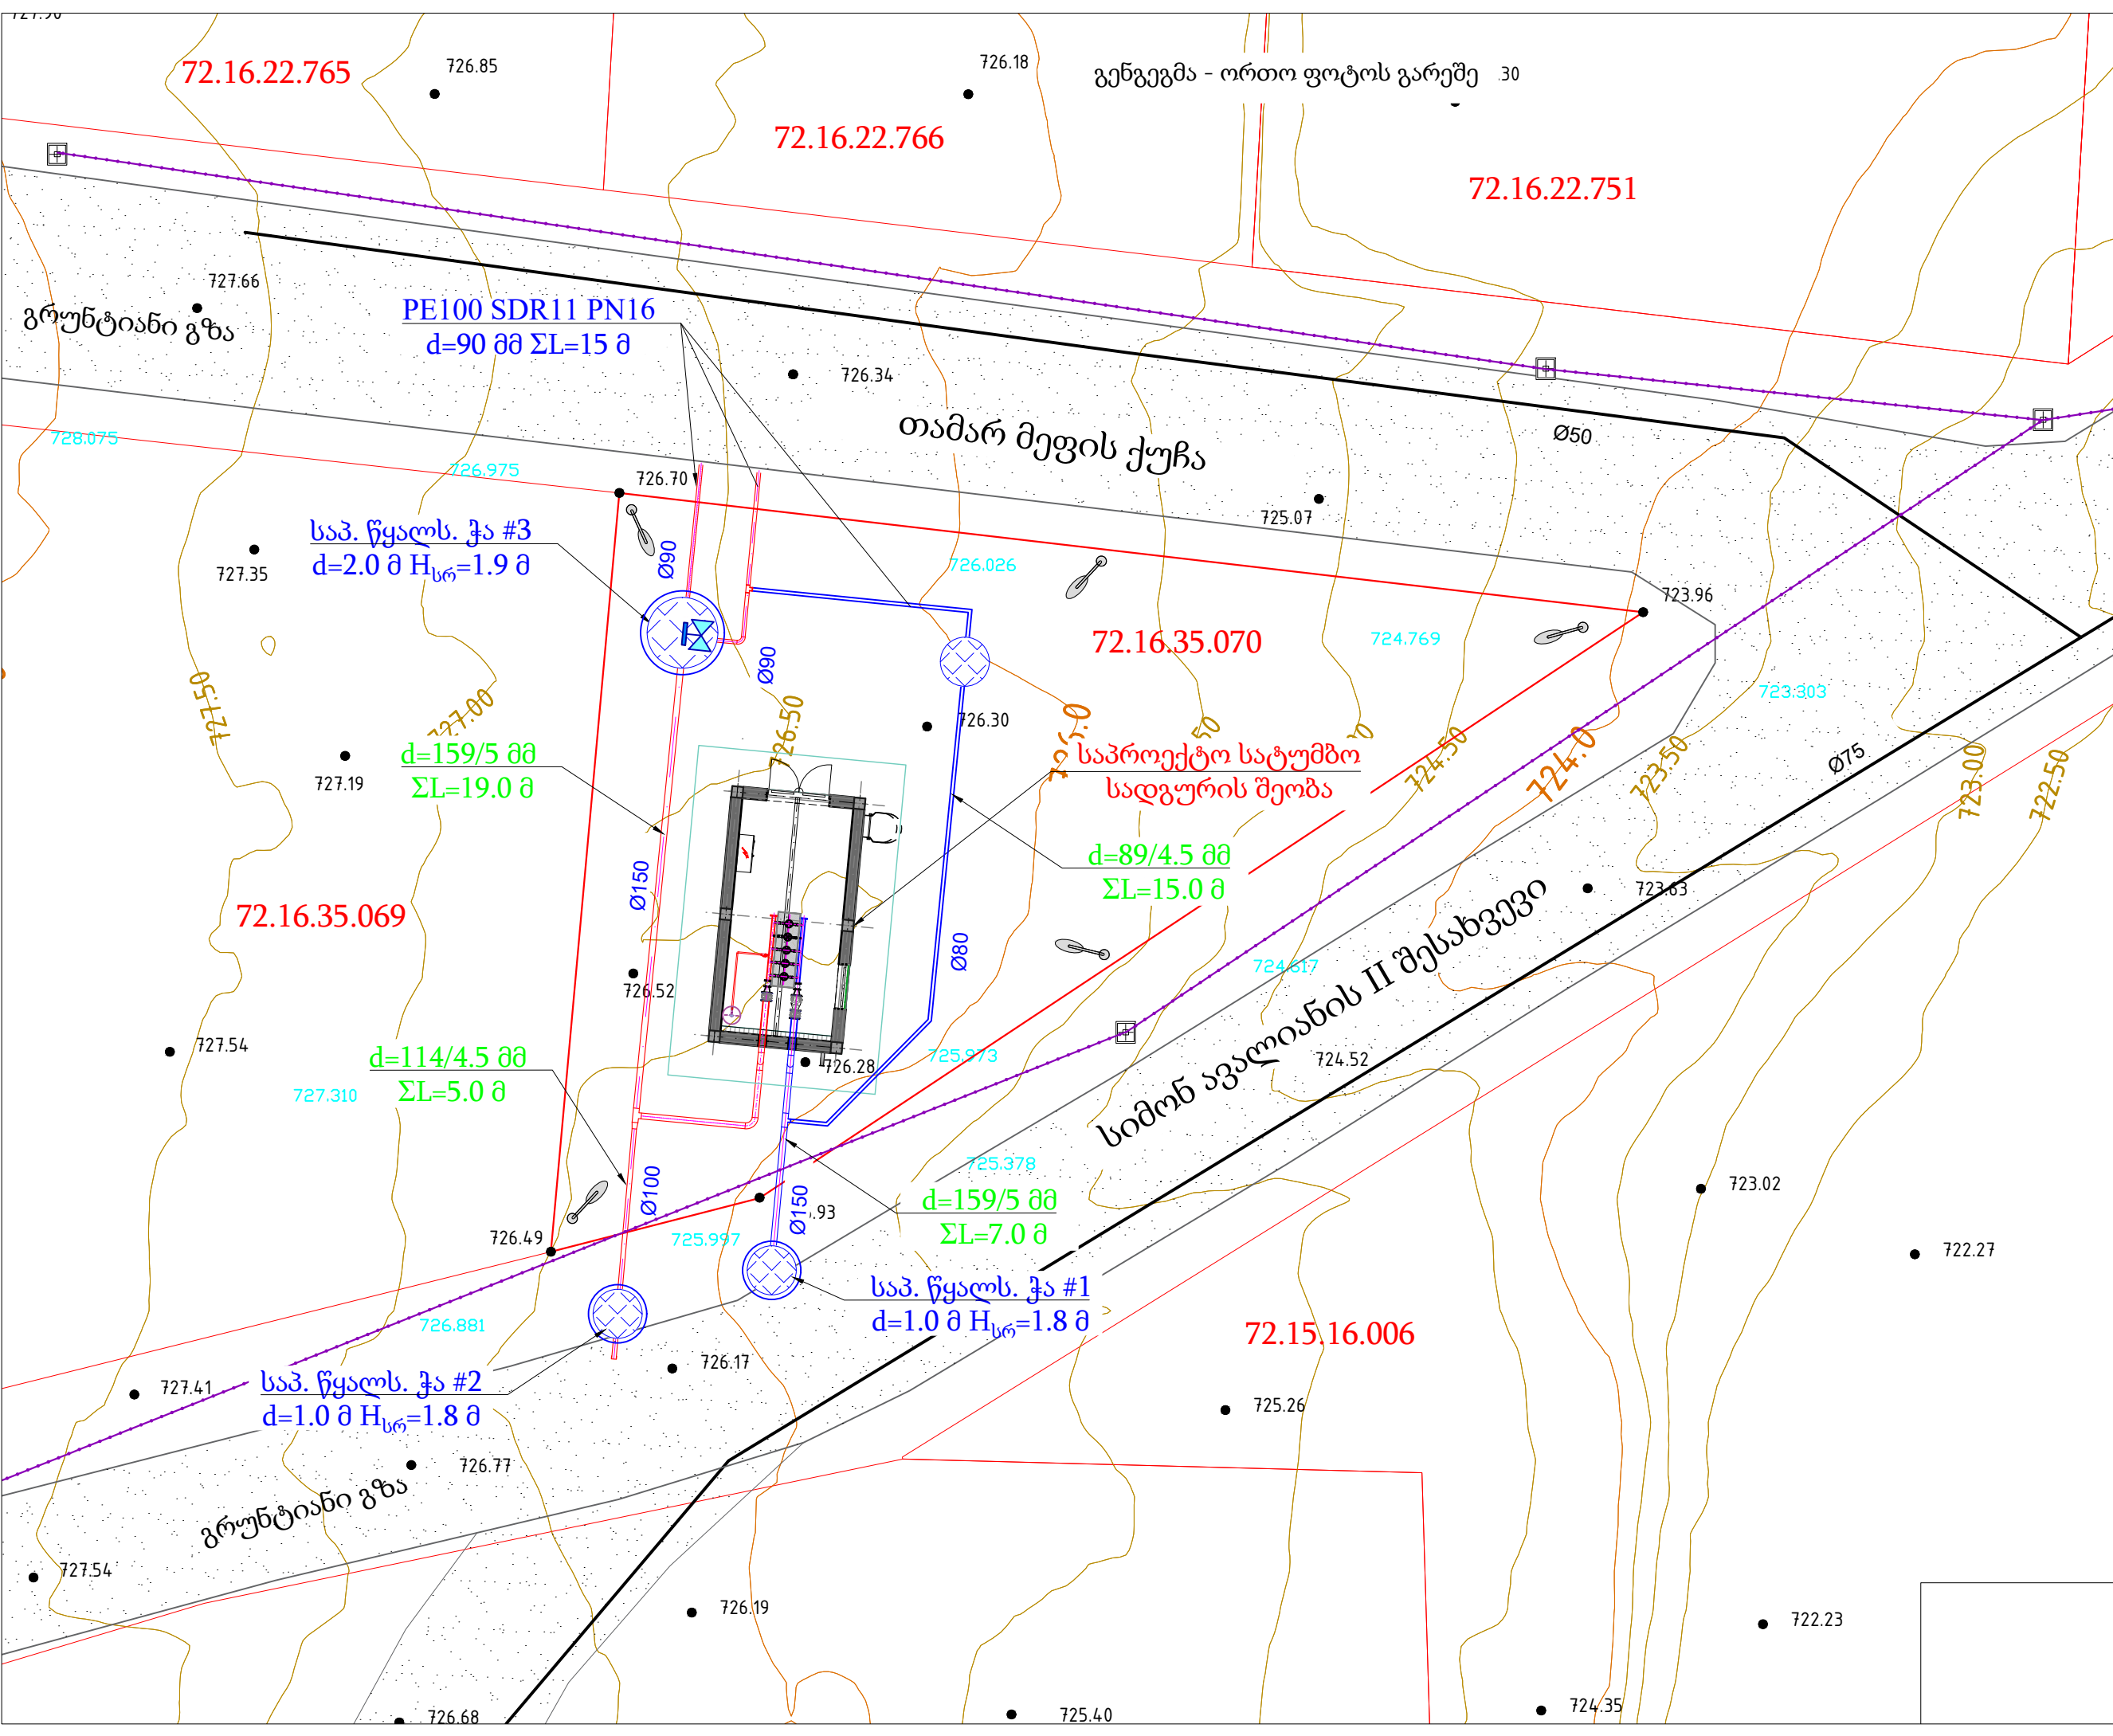 72.16.22.765
726.85
726.18
გენგეგმა - ორთო ფოტოს გარეშე
.30
72.16.22.766
72.16.22.751
727.66
გრუნტიანი გზა
PE100 SDR11 PN16
d=90 მმ ΣL=15 მ
726.34
თამარ მეფის ქუჩა
Ø50
728.075
726.975
726.70
725.07
საპ. წყალს. ჭა #3
d=2.0 მ Hსრ=1.9 მ
Ø90
727.35
726.026
723.96
72.16.35.070
724.769
Ø90
723.303
727.50
727.00
726.50
726.30
d=159/5 მმ
ΣL=19.0 მ
727.19
საპროექტო სატუმბო
სადგურის შეობა
50
724.50
724.0
723.50
Ø75
723.00
722.50
d=89/4.5 მმ
ΣL=15.0 მ
Ø150
723.63
72.16.35.069
Ø80
724.617
726.52
სიმონ ავალიანის II შესახვევი
727.54
d=114/4.5 მმ
ΣL=5.0 მ
727.310
726.28
725.973
724.52
725.378
Ø100
Ø150
.93
d=159/5 მმ
ΣL=7.0 მ
723.02
726.49
725.997
722.27
საპ. წყალს. ჭა #1
d=1.0 მ Hსრ=1.8 მ
726.881
72.15.16.006
726.17
727.41
საპ. წყალს. ჭა #2
d=1.0 მ Hსრ=1.8 მ
725.26
726.77
გრუნტიანი გზა
727.54
726.19
722.23
726.68
725.40
724.35